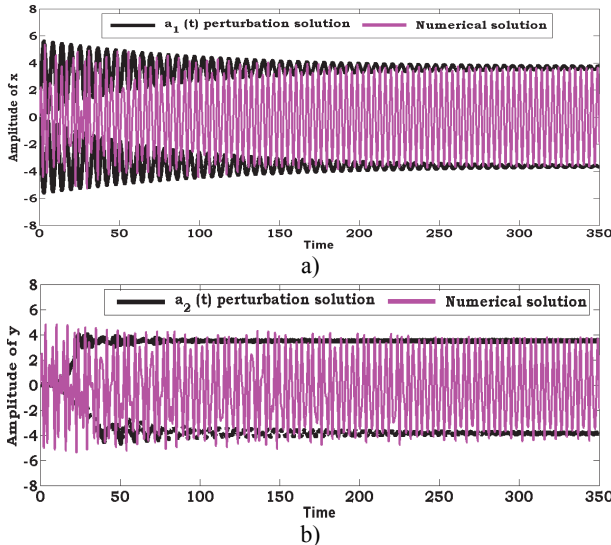 8
a1 (t) perturbation solution Numerical solution
6
4
2
0
-2
-4
-6
-8
Amplitude of x
0 50 100 150 200 250 300 350
Time
a)
8
a2 (t) perturbation solution Numerical solution
6
4
2
0
-2
-4
-6
-8
Amplitude of y
0 50 100 150 200 250 300 350
Time
b)